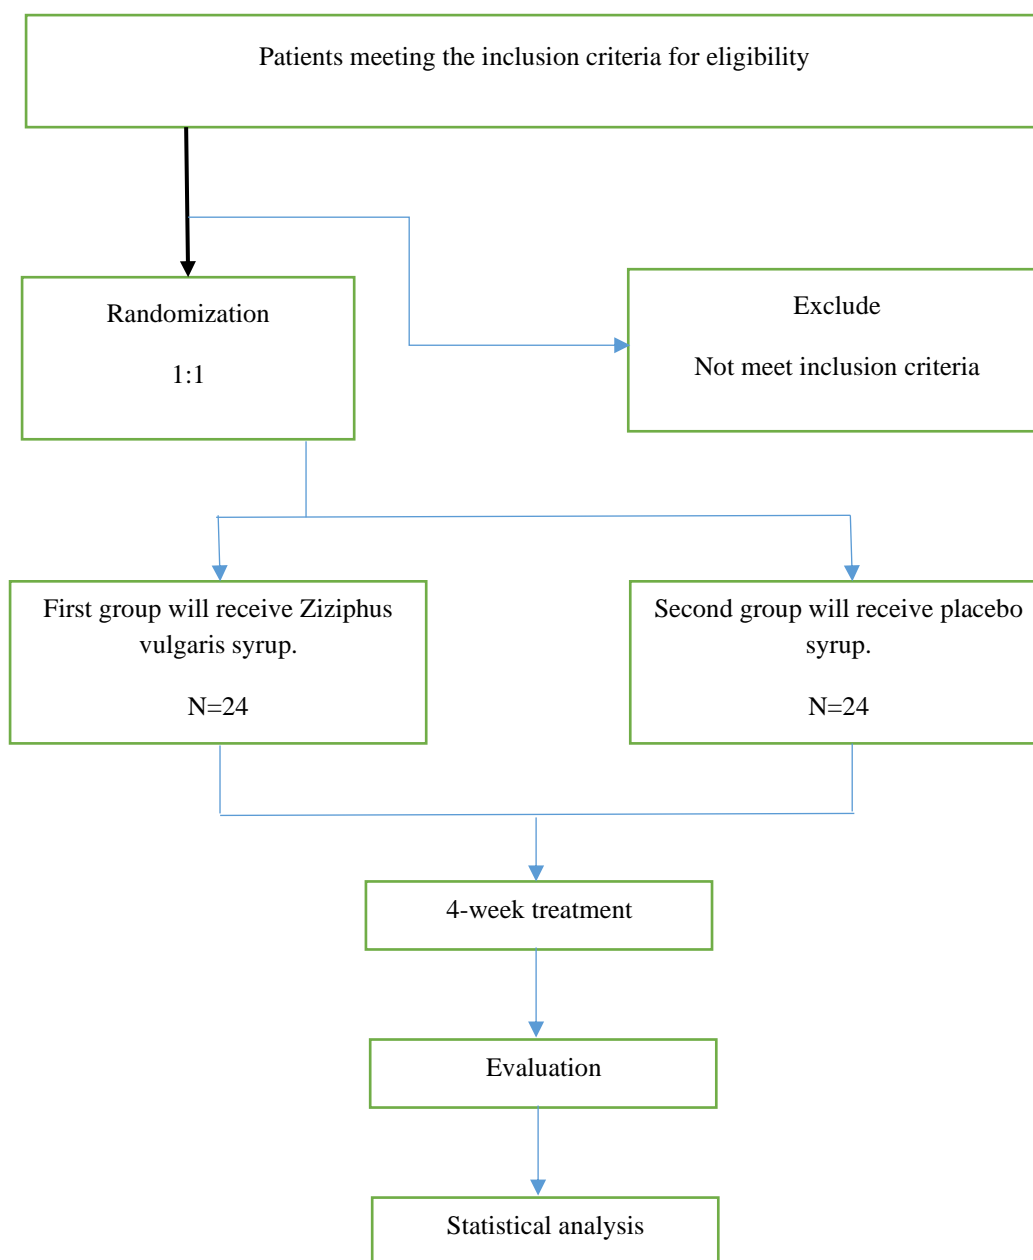 Patients meeting the inclusion criteria for eligibility
Randomization
1:1
Exclude
Not meet inclusion criteria
First group will receive Ziziphus
vulgaris syrup.
N=24
Second group will receive placebo
syrup.
N=24
4-week treatment
Evaluation
Statistical analysis